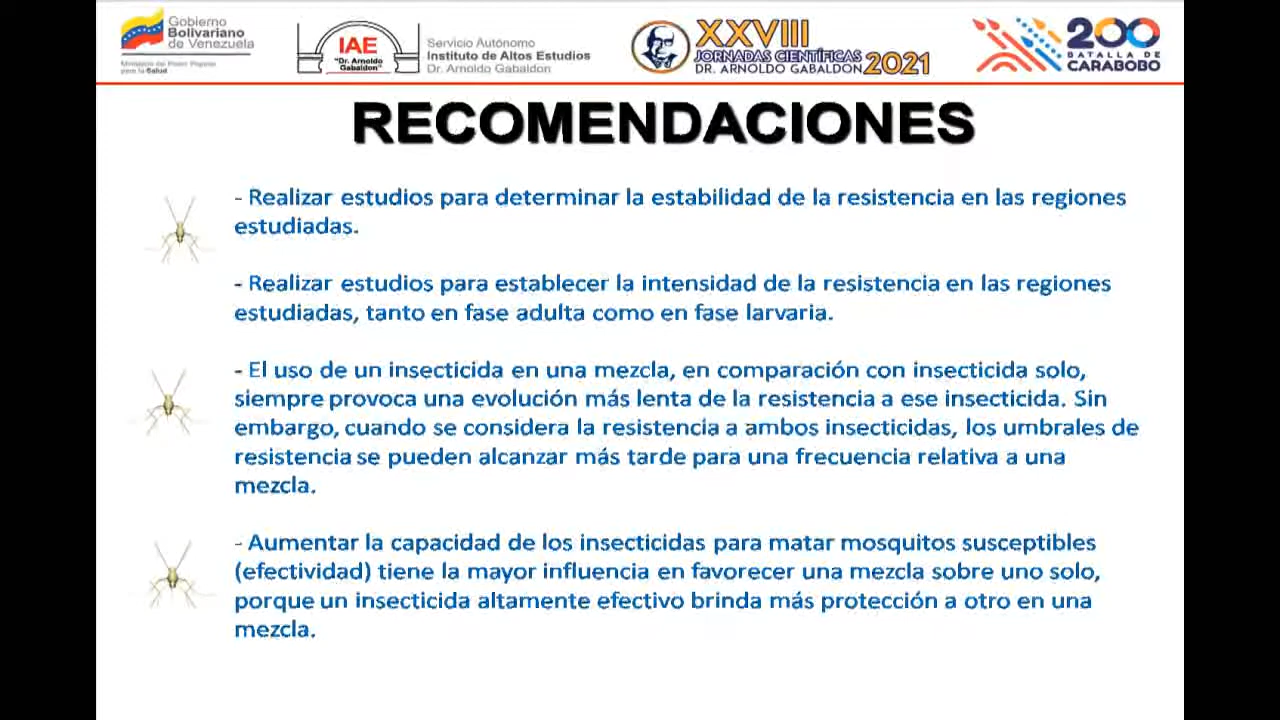 Gobierno
Bolivariano
de Venezuela
Ministerio del Poder Popular
para la Salud
IAE
"Dr. Arnoldo
Gabaldon"
Servicio Autónomo
Instituto de Altos Estudios
Dr. Arnoldo Gabaldon
XXVIII
JORNADAS CIENTÍFICAS
DR. ARNOLDO GABALDON 2021
200
BATALLA DE
CARABOBO
RECOMENDACIONES
- Realizar estudios para determinar la estabilidad de la resistencia en las regiones
estudiadas.
- Realizar estudios para establecer la intensidad de la resistencia en las regiones
estudiadas, tanto en fase adulta como en fase larvaria.
- El uso de un insecticida en una mezcla, en comparación con insecticida solo,
siempre provoca una evolución más lenta de la resistencia a ese insecticida. Sin
embargo, cuando se considera la resistencia a ambos insecticidas, los umbrales de
resistencia se pueden alcanzar más tarde para una frecuencia relativa a una
mezcla.
- Aumentar la capacidad de los insecticidas para matar mosquitos susceptibles
(efectividad) tiene la mayor influencia en favorecer una mezcla sobre uno solo,
porque un insecticida altamente efectivo brinda más protección a otro en una
mezcla.